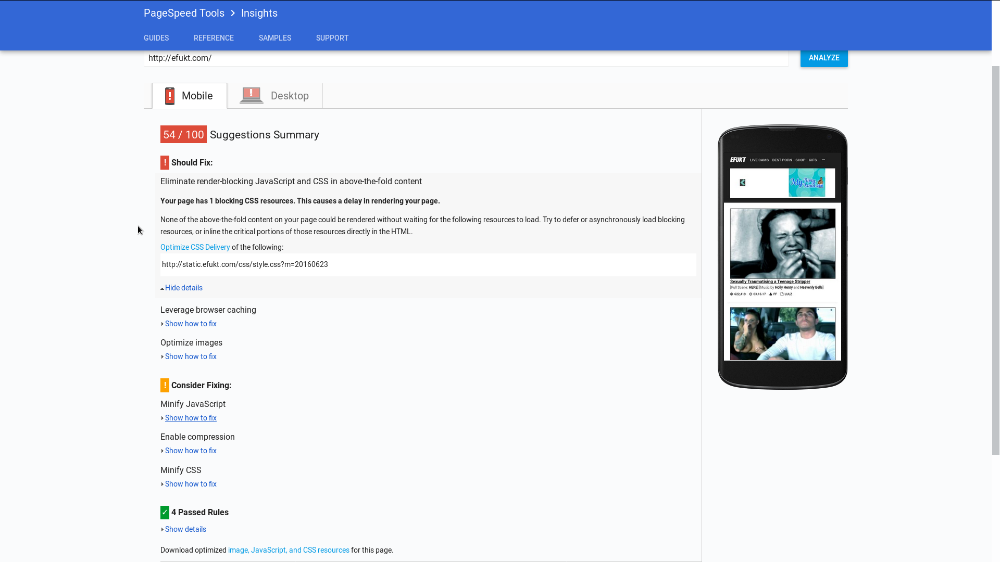 PageSpeed Tools > Insights
GUIDES REFERENCE SAMPLES SUPPORT
http://efukt.com/ ANALYZE
Mobile Desktop
54 / 100 Suggestions Summary
! Should Fix:
Eliminate render-blocking JavaScript and CSS in above-the-fold content
Your page has 1 blocking CSS resources. This causes a delay in rendering your page.
None of the above-the-fold content on your page could be rendered without waiting for the following resources to load. Try to defer or asynchronously load blocking
resources, or inline the critical portions of those resources directly in the HTML.
Optimize CSS Delivery of the following:
http://static.efukt.com/css/style.css?m=20160623
Hide details
Leverage browser caching
Show how to fix
Optimize images
Show how to fix
! Consider Fixing:
Minify JavaScript
Show how to fix
Enable compression
Show how to fix
Minify CSS
Show how to fix
✓ 4 Passed Rules
Show details
Download optimized image, JavaScript, and CSS resources for this page.
EFUKT LIVE CAMS BEST PORN SHOP GIFS ...
My Dirty Maid.com
Sexually Traumatising a Teenage Stripper
[Full Scene: HERE] [Music by Holly Henry and Heavenly Bells]
622,419 03.16.17 FF LULZ